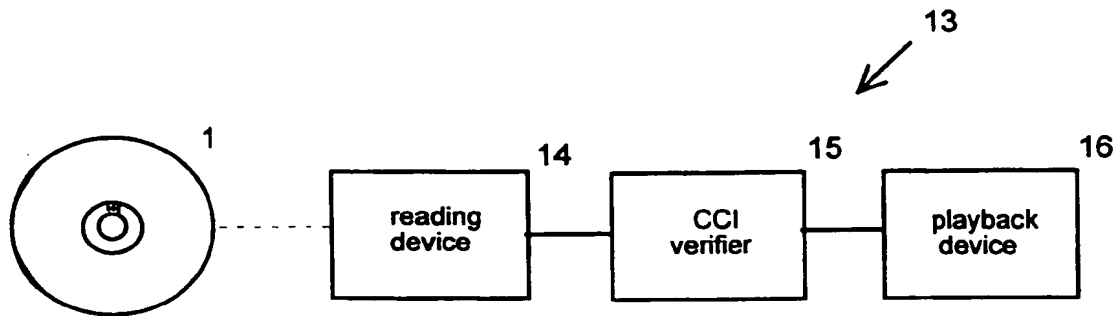 13
1
14
15
16
reading
device
CCI
verifier
playback
device